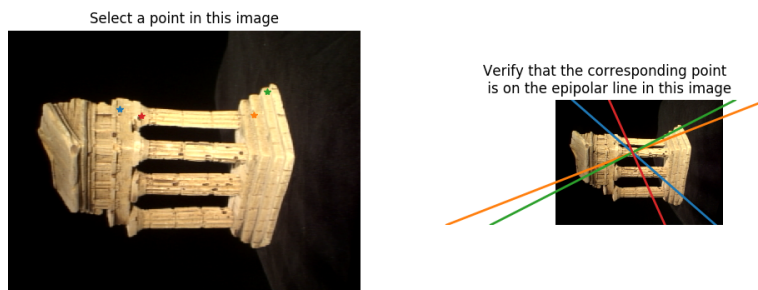 Select a point in this image
Verify that the corresponding point
is on the epipolar line in this image